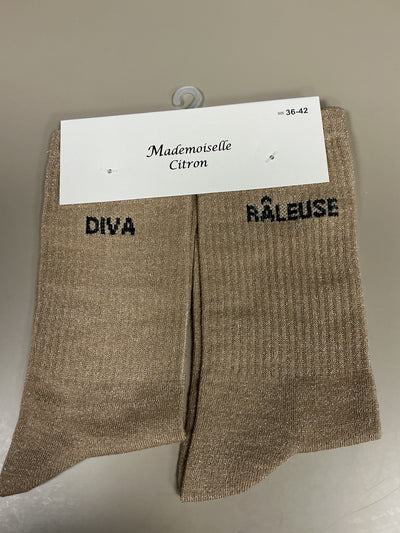 36-42
Mademoiselle
Citron
DIVA
RÂLEUSE